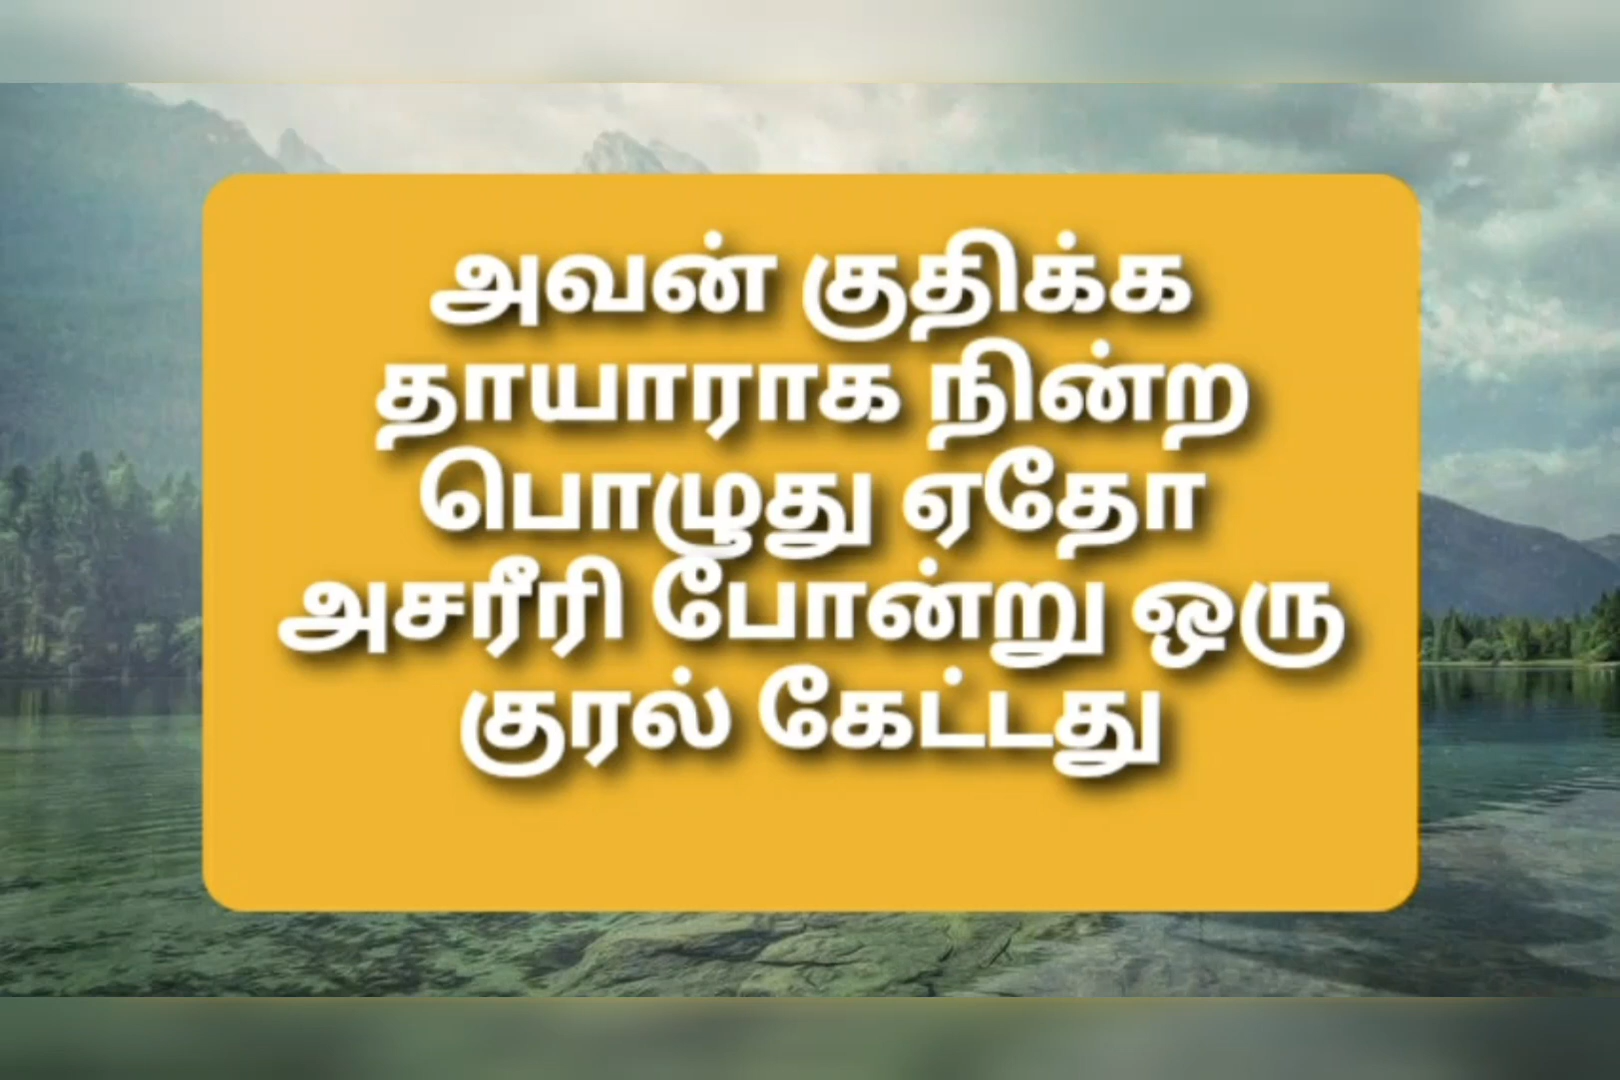 அவன் குதிக்க
தாயாராக நின்ற
பொழுது ஏதோ
அசரீரி போன்று ஒரு
குரல் கேட்டது